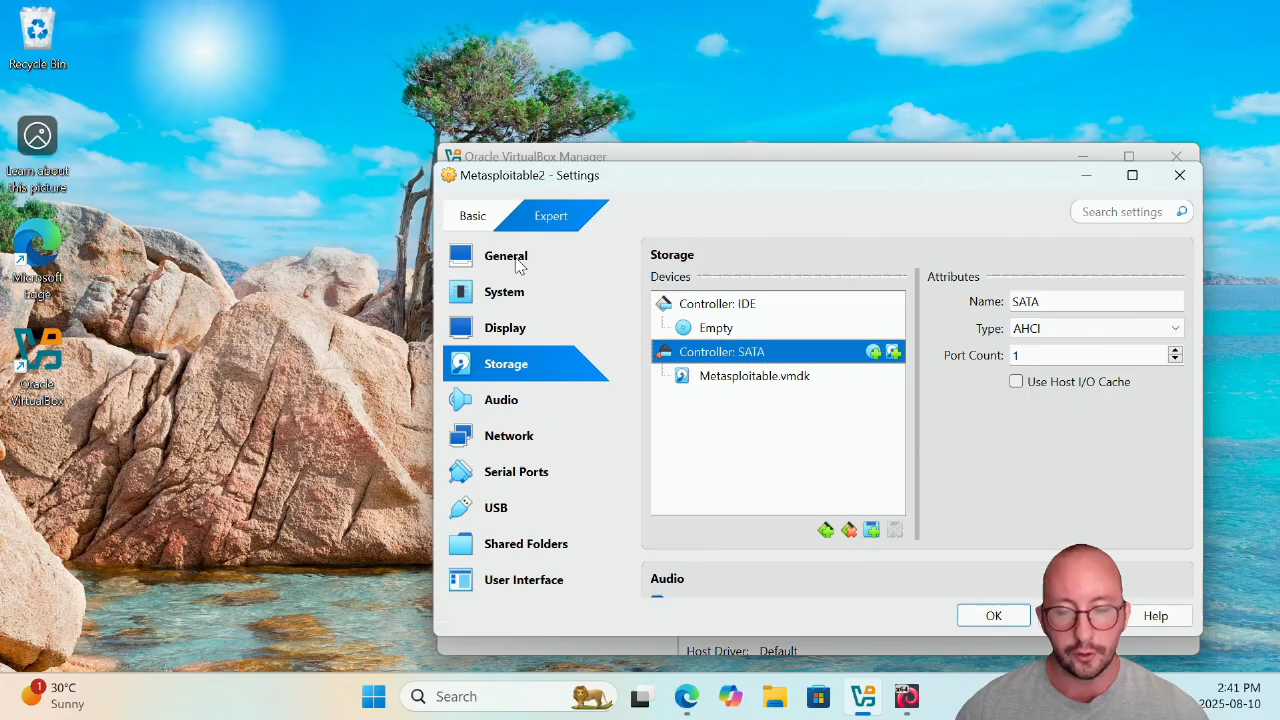 Recycle Bin
Learn about
this picture
Microsoft
Edge
Oracle
VirtualBox
Oracle VirtualBox Manager
Metasploitable2 - Settings
Basic
Expert
Search settings
General
System
Display
Storage
Audio
Network
Serial Ports
USB
Shared Folders
User Interface
Storage
Devices
Controller: IDE
Empty
Controller: SATA
Metasploitable.vmdk
Attributes
Name: SATA
Type: AHCI
Port Count: 1
Use Host I/O Cache
Audio
OK
Help
Host Driver: Default
1
30°C
Sunny
Search
x64
2:41 PM
2025-08-10